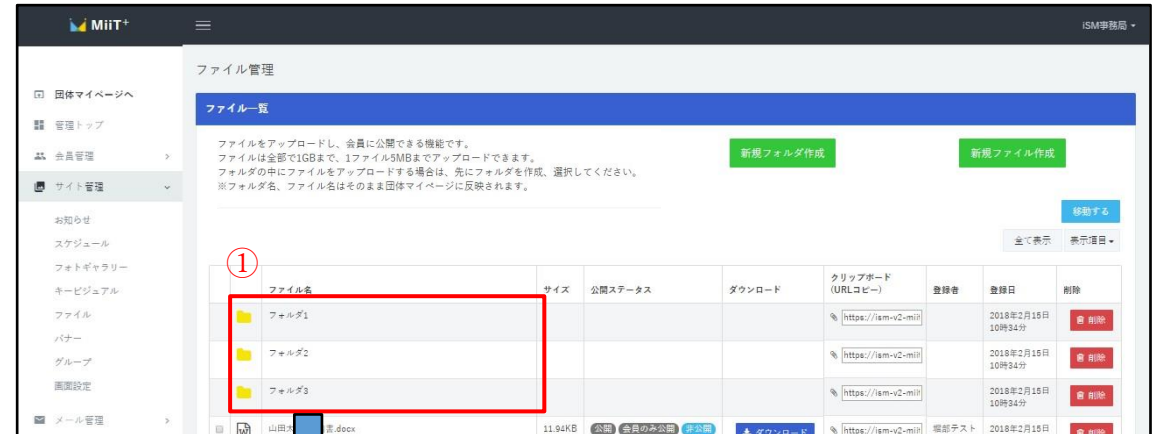 MiiT+
iSM事務局
ファイル管理
団体マイページへ
管理トップ
会員管理
サイト管理
お知らせ
スケジュール
フォトギャラリー
キービジュアル
ファイル
バナー
グループ
画面設定
メール管理
ファイル一覧
ファイルをアップロードし、会員に公開できる機能です。
ファイルは全部で1GBまで、1ファイル5MBまでアップロードできます。
フォルダの中にファイルをアップロードする場合は、先にフォルダを作成、選択してください。
※フォルダ名、ファイル名はそのまま団体マイページに反映されます。
新規フォルダ作成
新規ファイル作成
移動する
全て表示 表示項目
①
ファイル名 サイズ 公開ステータス ダウンロード クリップボード
(URLコピー) 登録者 登録日 削除
フォルダ1 https://ism-v2-miit 2018年2月15日
10時34分 削除
フォルダ2 https://ism-v2-miit 2018年2月15日
10時34分 削除
フォルダ3 https://ism-v2-miit 2018年2月15日
10時34分 削除
山田 書.docx 11.94KB 公開 会員のみ公開 非公開 ダウンロード https://ism-v2-miit 堀部テスト 2018年2月15日 削除